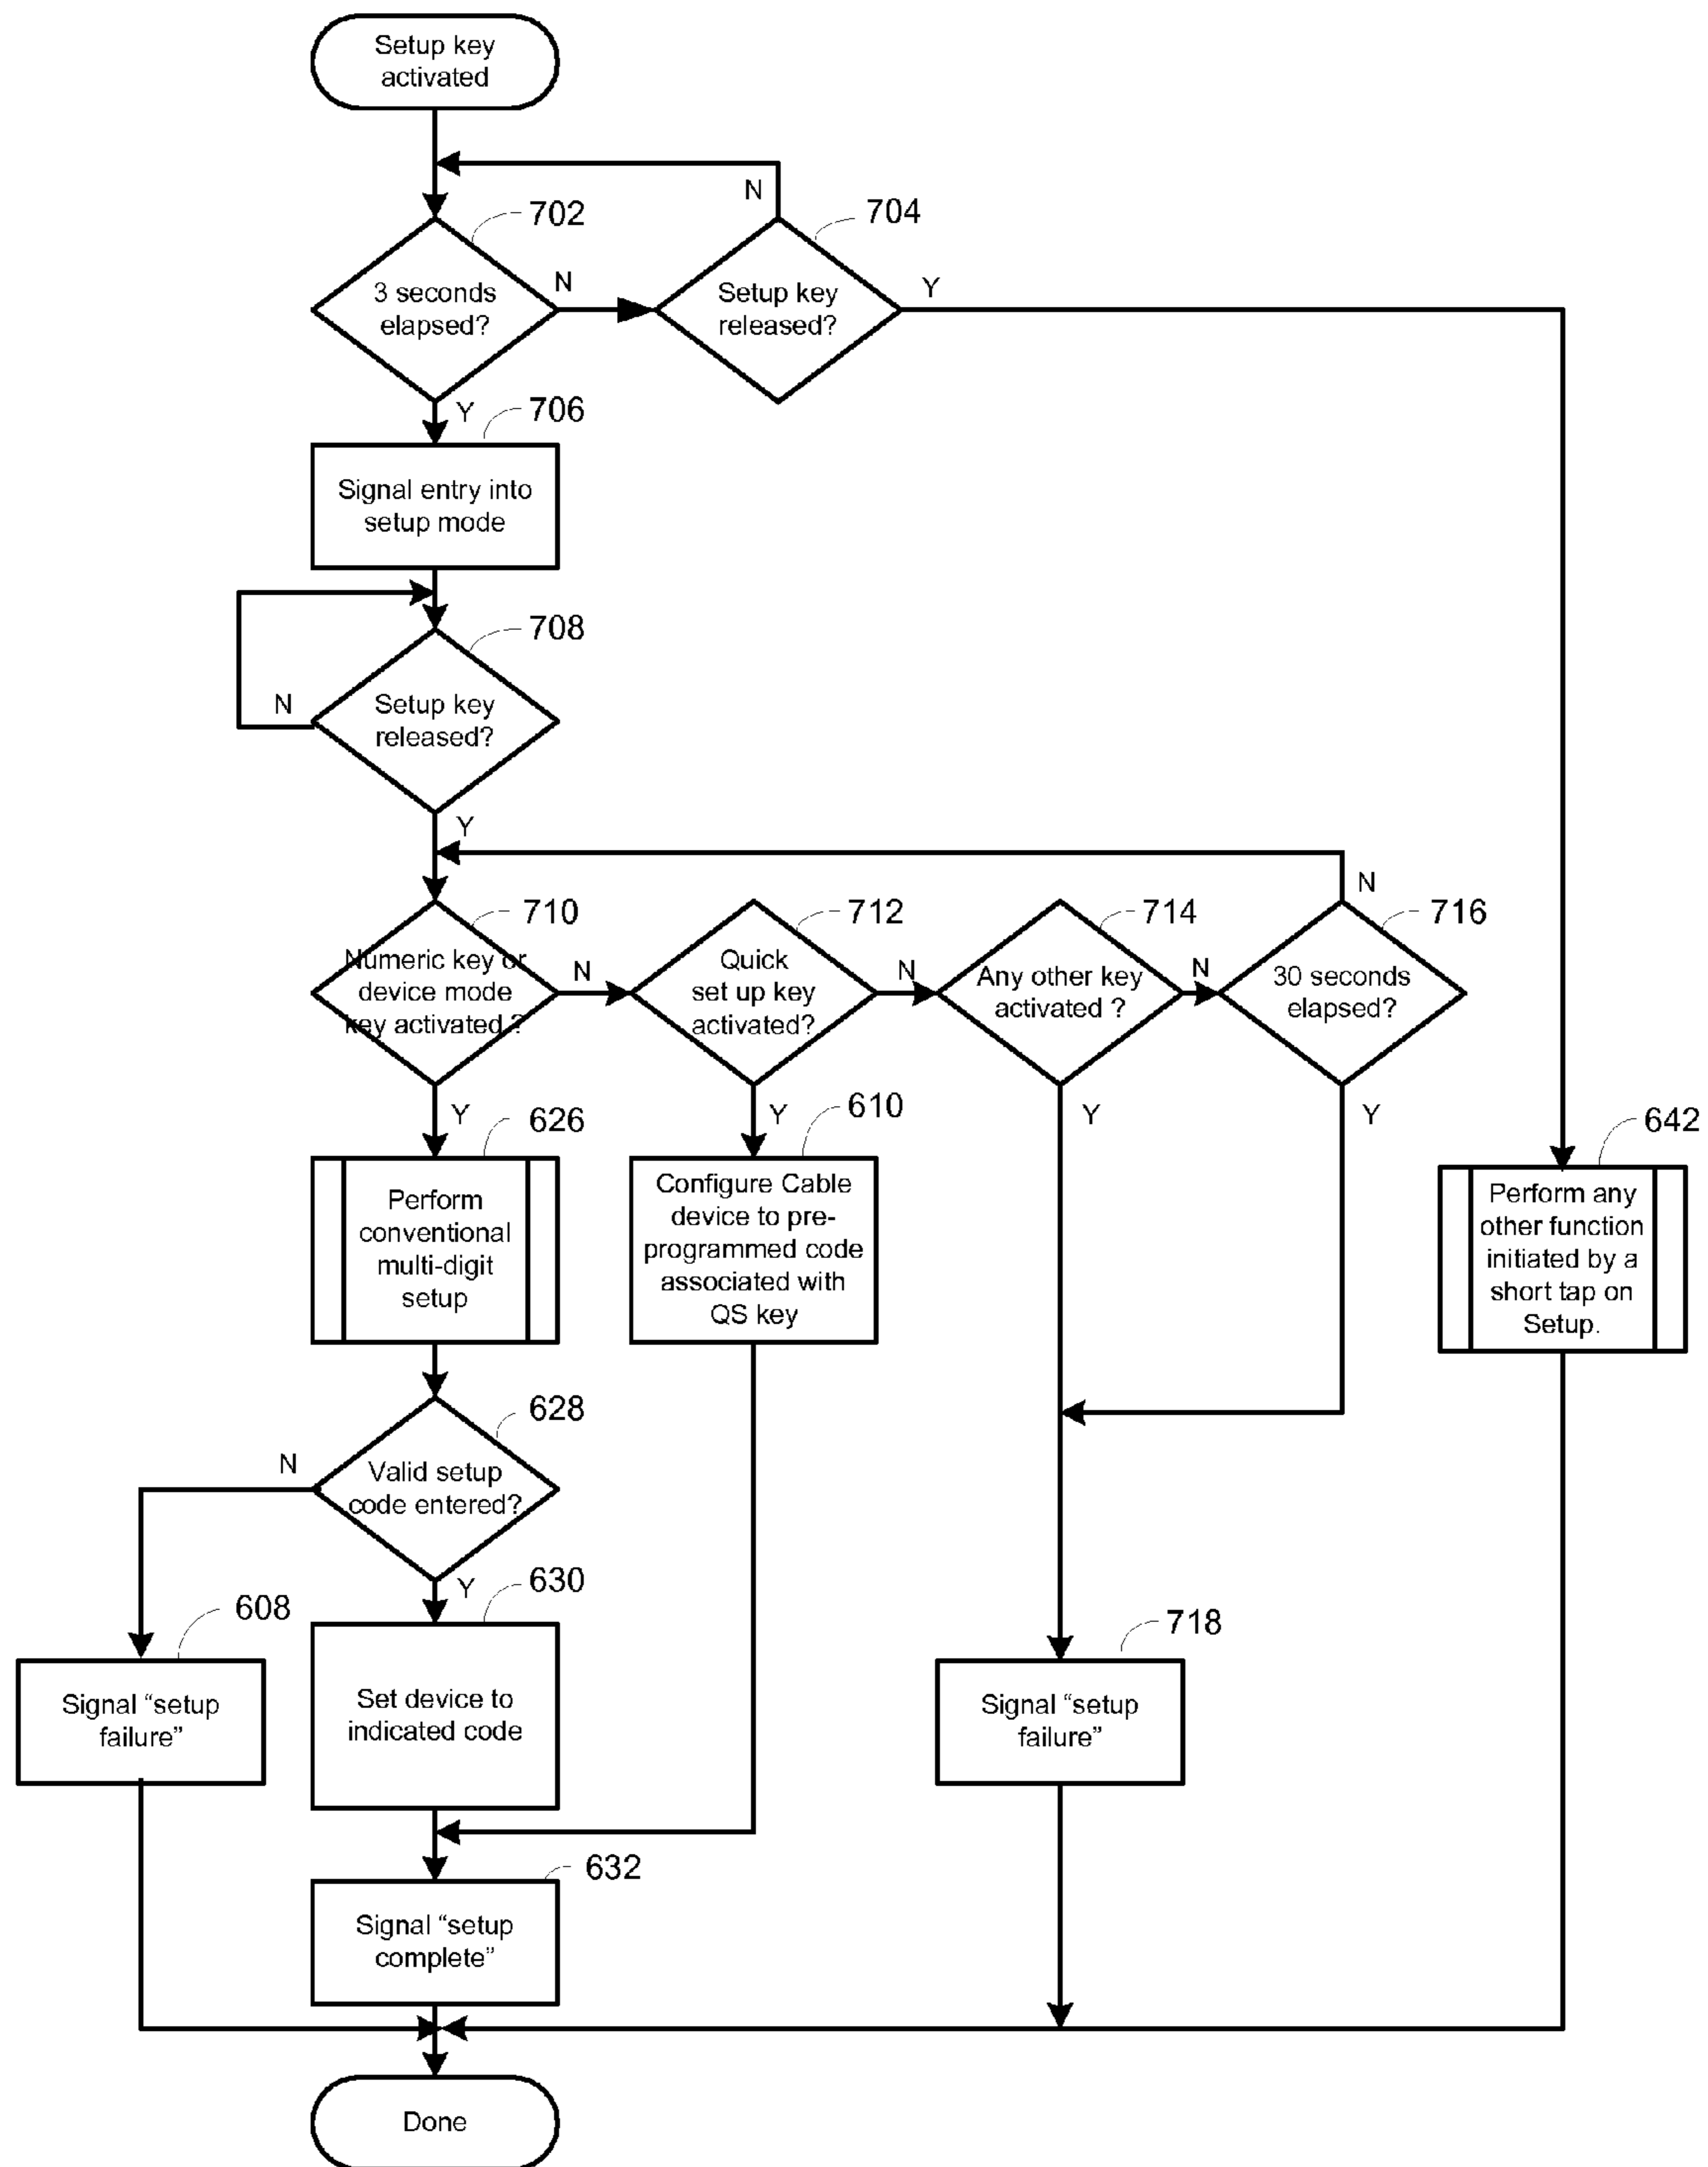 Setup key
activated
N
702
704
3 seconds
elapsed?
N
Setup key
released?
Y
Y
706
Signal entry into
setup mode
708
N
Setup key
released?
Y
N
710
712
714
716
Numeric key or
device mode
key activated ?
N
Quick
set up key
activated?
N
Any other key
activated ?
N
30 seconds
elapsed?
Y
Y
Y
Y
626
610
642
Perform
conventional
multi-digit
setup
Configure Cable
device to pre-
programmed code
associated with
QS key
Perform any
other function
initiated by a
short tap on
Setup.
628
N
Valid setup
code entered?
Y
630
608
718
Signal “setup
failure”
Set device to
indicated code
Signal “setup
failure”
632
Signal “setup
complete”
Done